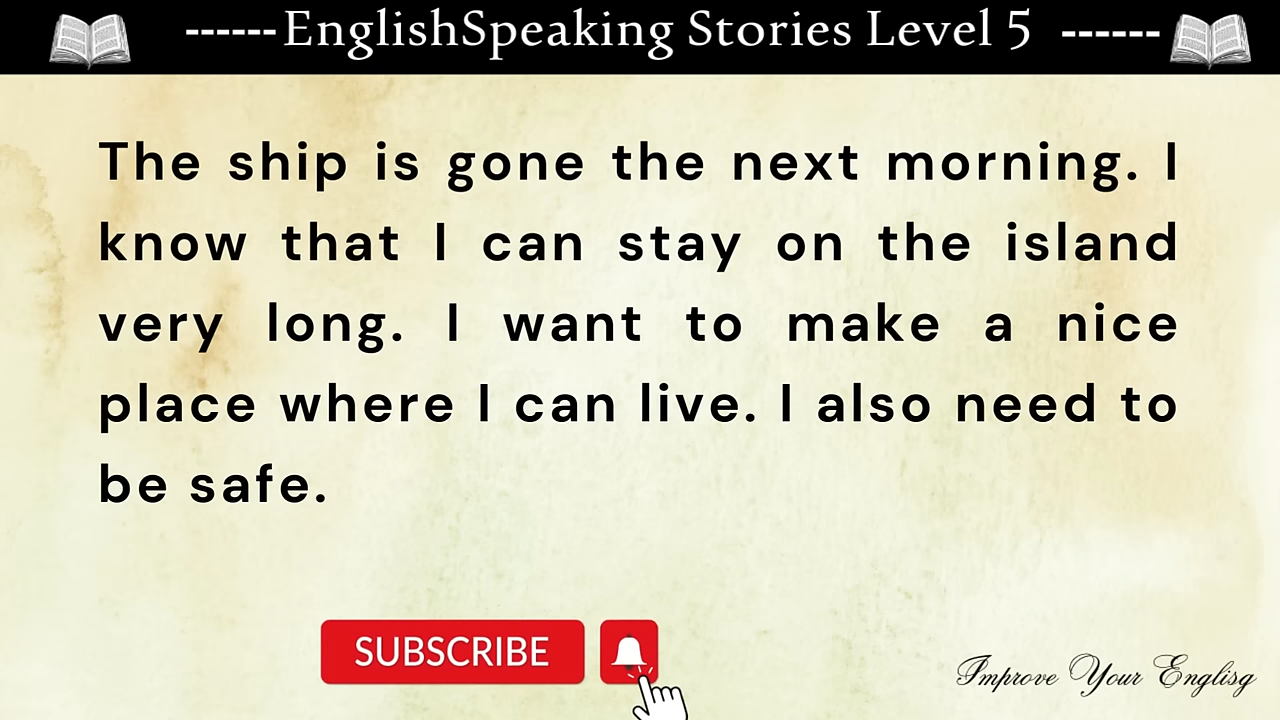 ------EnglishSpeaking Stories Level 5 ------
The ship is gone the next morning. I
know that I can stay on the island
very long. I want to make a nice
place where I can live. I also need to
be safe.
SUBSCRIBE
Improve Your Englisg